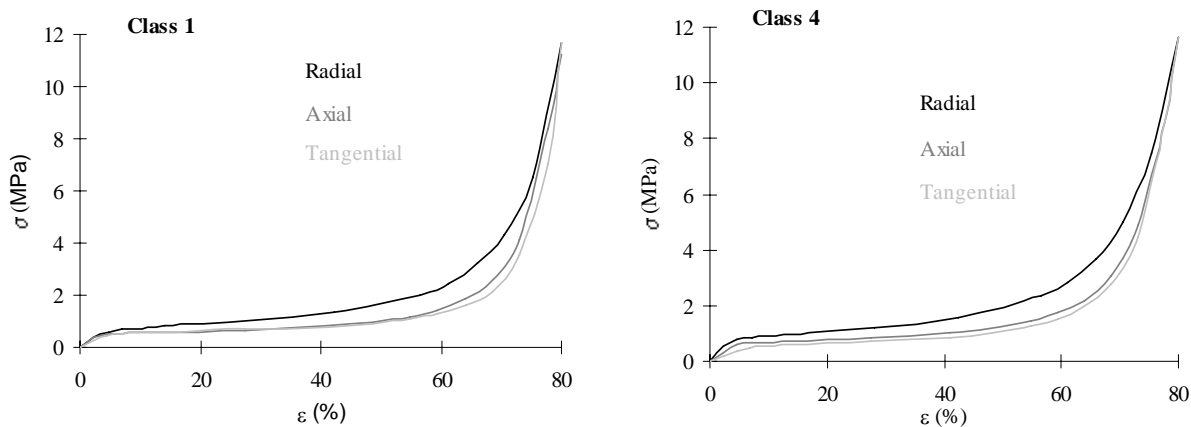 Class 1
12
10
8
6
4
2
0
σ (MPa)
Radial
Axial
Tangential
0 20 40 60 80
ε (%)
Class 4
12
10
8
6
4
2
0
σ (MPa)
Radial
Axial
Tangential
0 20 40 60 80
ε (%)